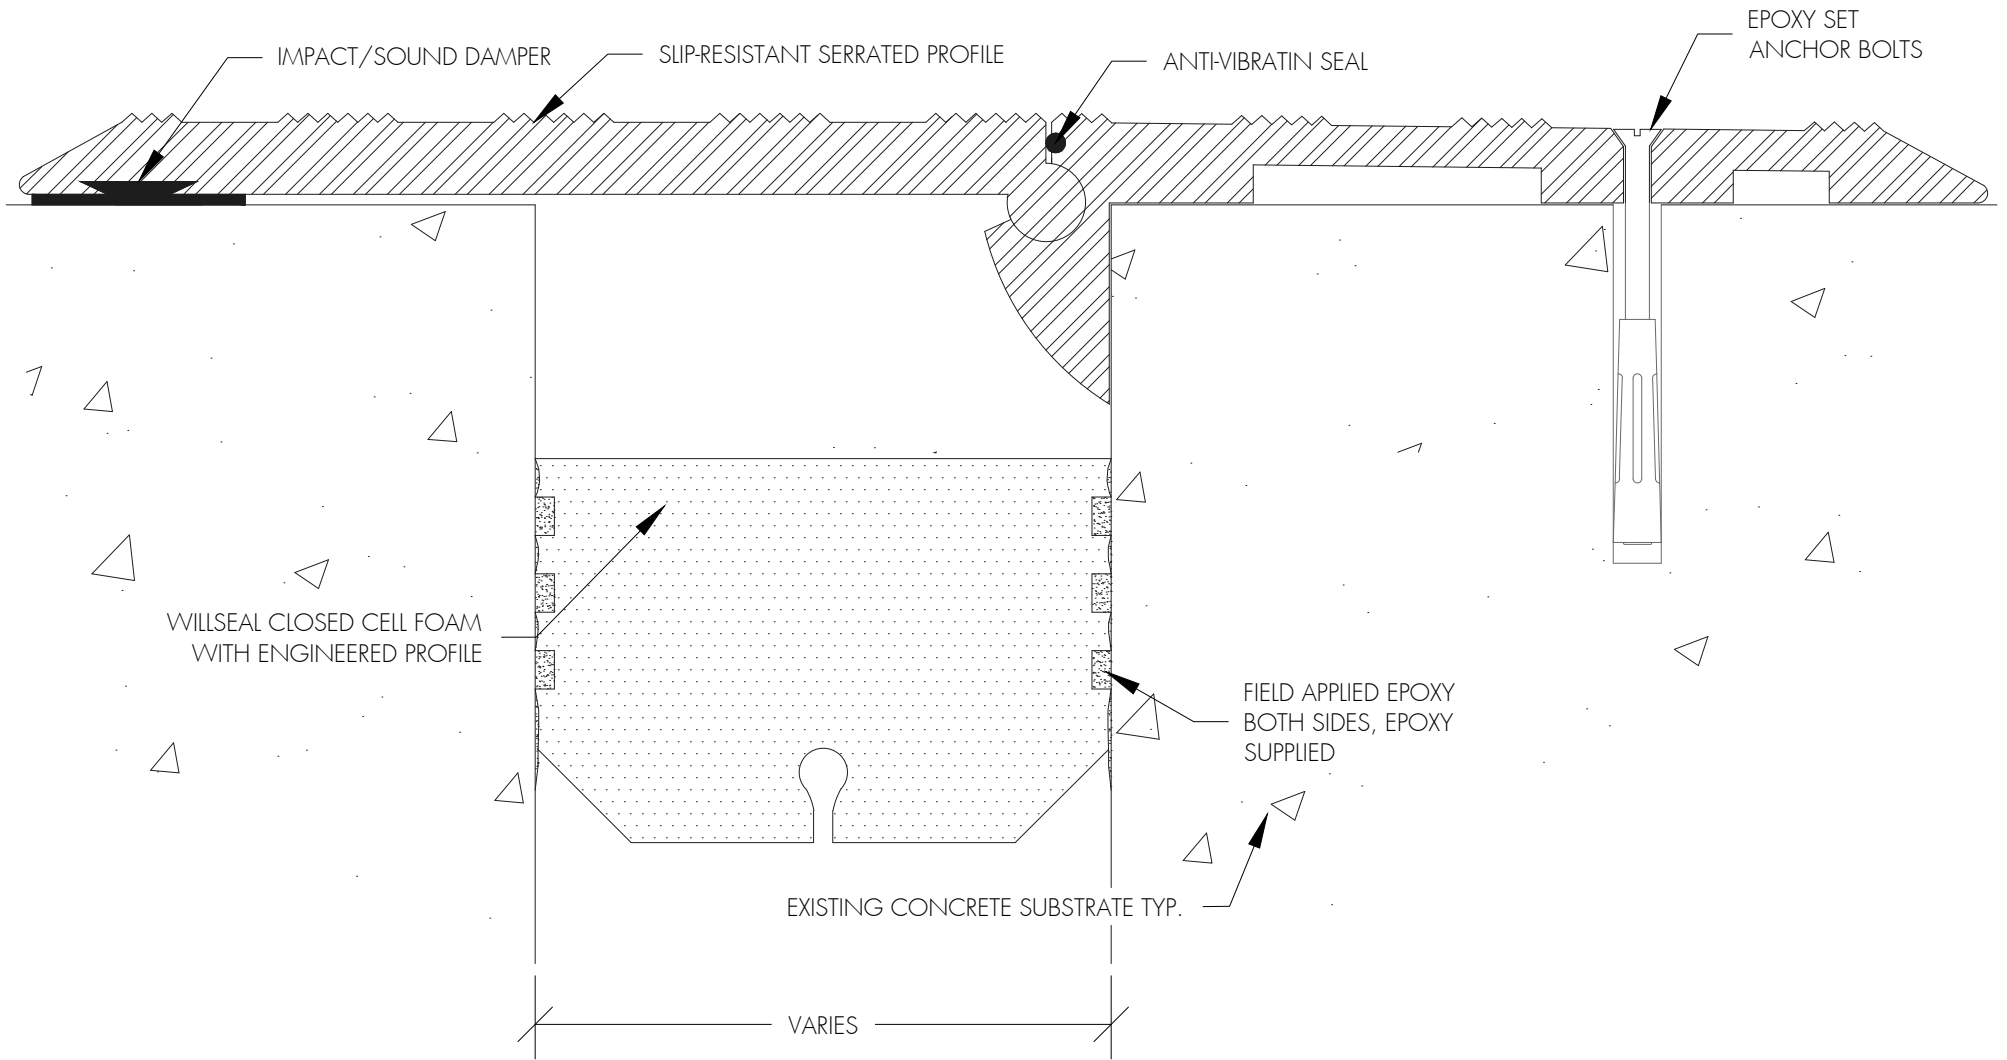 IMPACT/SOUND DAMPER
SLIP-RESISTANT SERRATED PROFILE
ANTI-VIBRATIN SEAL
EPOXY SET
ANCHOR BOLTS
WILLSEAL CLOSED CELL FOAM
WITH ENGINEERED PROFILE
FIELD APPLIED EPOXY
BOTH SIDES, EPOXY
SUPPLIED
EXISTING CONCRETE SUBSTRATE TYP.
VARIES